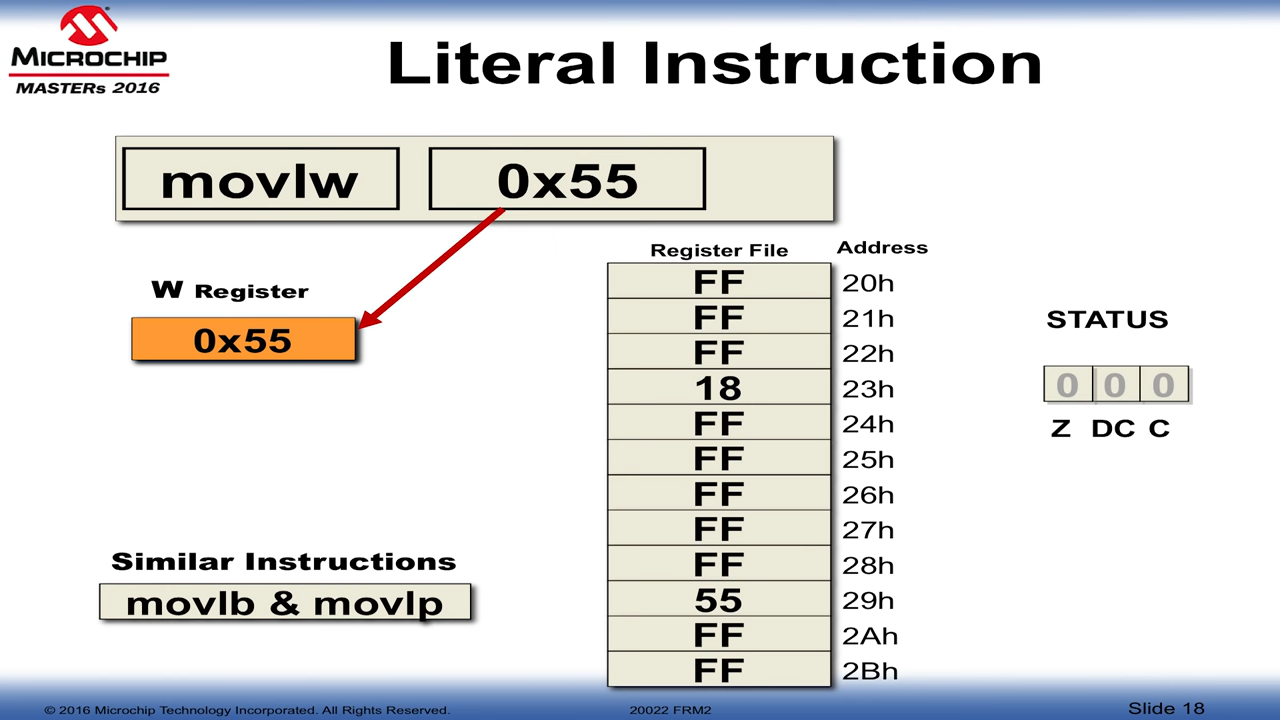 MICROCHIP
MASTERs 2016
Literal Instruction
movlw 0x55
W Register
0x55
Register File Address
FF 20h
FF 21h
FF 22h
18 23h
FF 24h
FF 25h
FF 26h
FF 27h
FF 28h
55 29h
FF 2Ah
FF 2Bh
STATUS
0 0 0
Z DC C
Similar Instructions
movlb & movlp
© 2016 Microchip Technology Incorporated. All Rights Reserved. 20022 FRM2 Slide 18